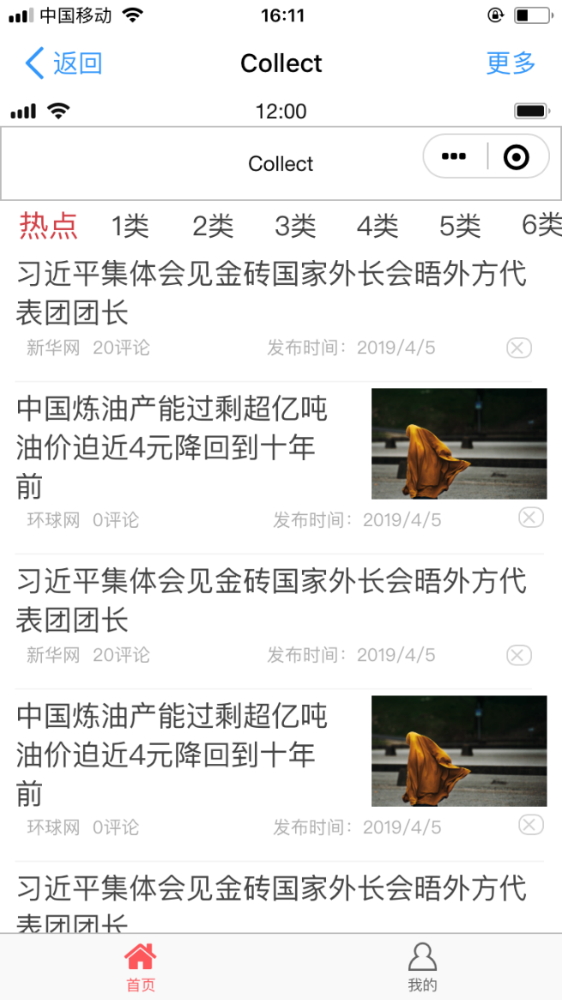 中国移动 16:11
返回 Collect 更多
12:00
Collect
热点 1类 2类 3类 4类 5类 6类
习近平集体会见金砖国家外长会晤外方代
表团团长
新华网 20评论 发布时间：2019/4/5
中国炼油产能过剩超亿吨
油价迫近4元降回到十年
前
环球网 0评论 发布时间：2019/4/5
习近平集体会见金砖国家外长会晤外方代
表团团长
新华网 20评论 发布时间：2019/4/5
中国炼油产能过剩超亿吨
油价迫近4元降回到十年
前
环球网 0评论 发布时间：2019/4/5
习近平集体会见金砖国家外长会晤外方代
表团团长
首页 我的